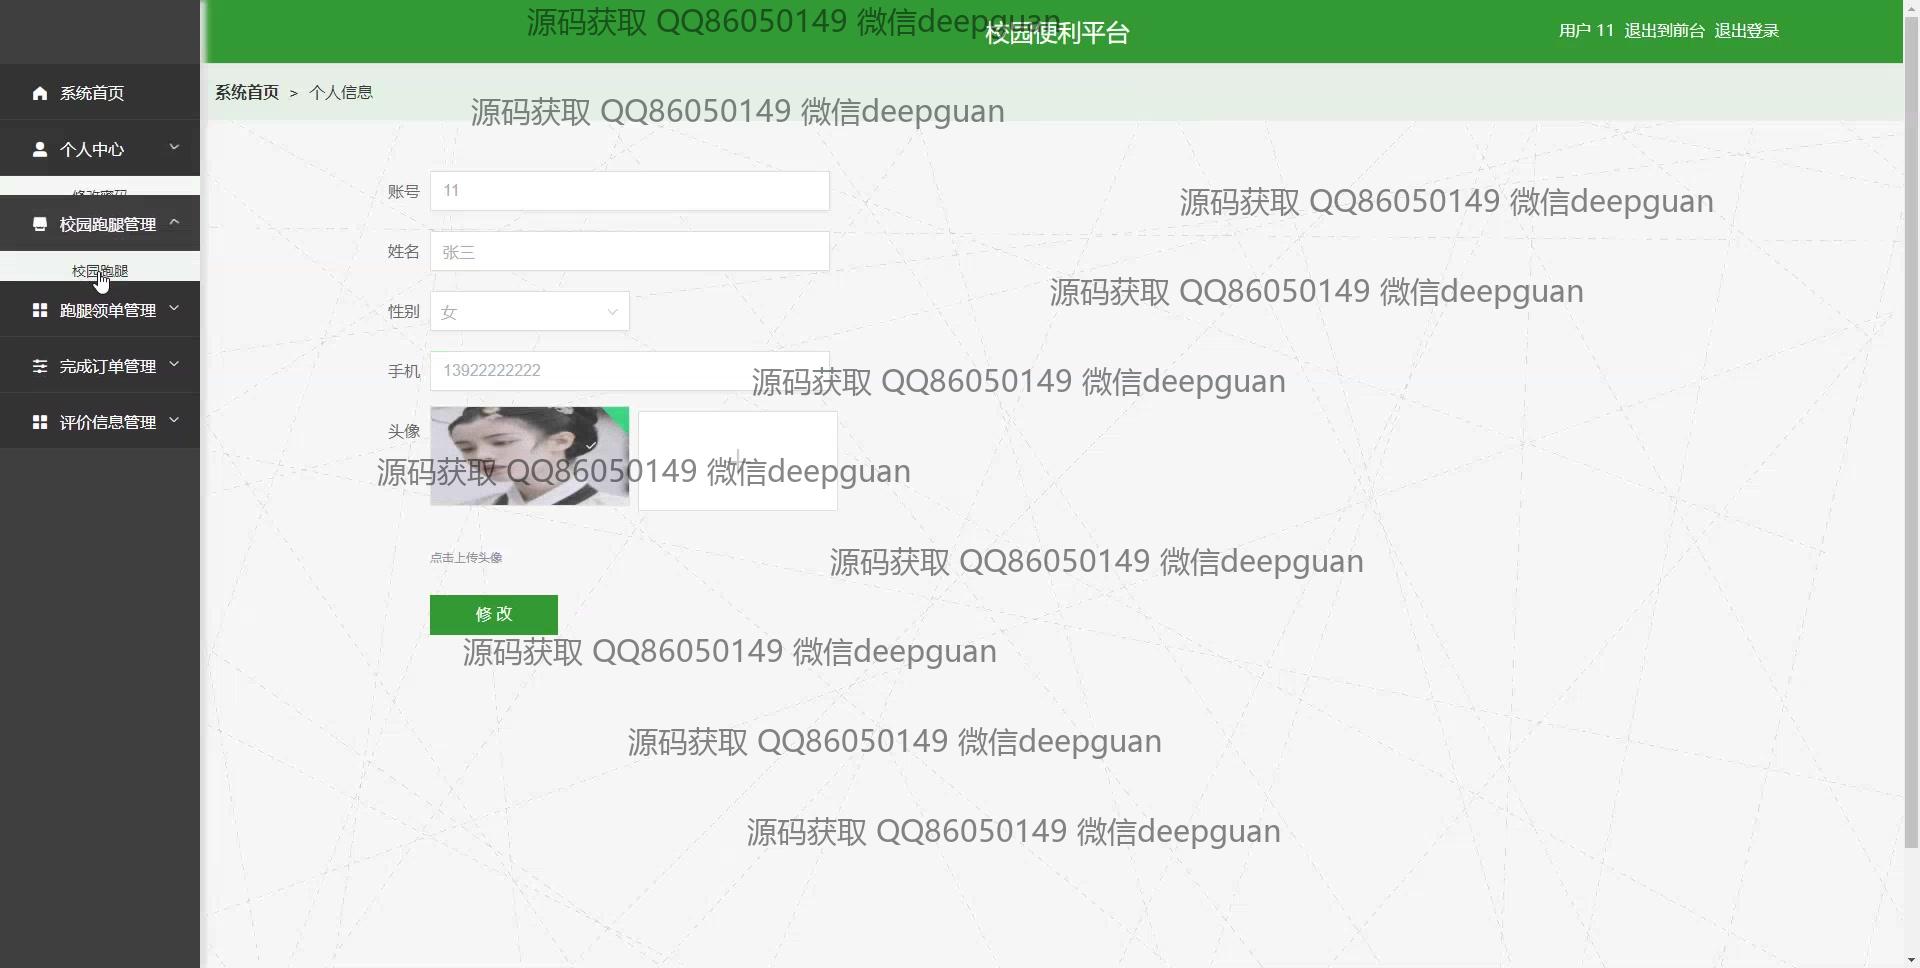 源码获取 QQ86050149 微信deepguan
校园便利平台
用户 11 退出到前台 退出登录
系统首页
系统首页 > 个人信息
源码获取 QQ86050149 微信deepguan
个人中心
修改密码
校园跑腿管理
校园跑腿
跑腿领单管理
完成订单管理
评价信息管理
账号 11
源码获取 QQ86050149 微信deepguan
姓名 张三
源码获取 QQ86050149 微信deepguan
性别 女
手机 13922222222
源码获取 QQ86050149 微信deepguan
头像
源码获取 QQ86050149 微信deepguan
点击上传头像
源码获取 QQ86050149 微信deepguan
修 改
源码获取 QQ86050149 微信deepguan
源码获取 QQ86050149 微信deepguan
源码获取 QQ86050149 微信deepguan